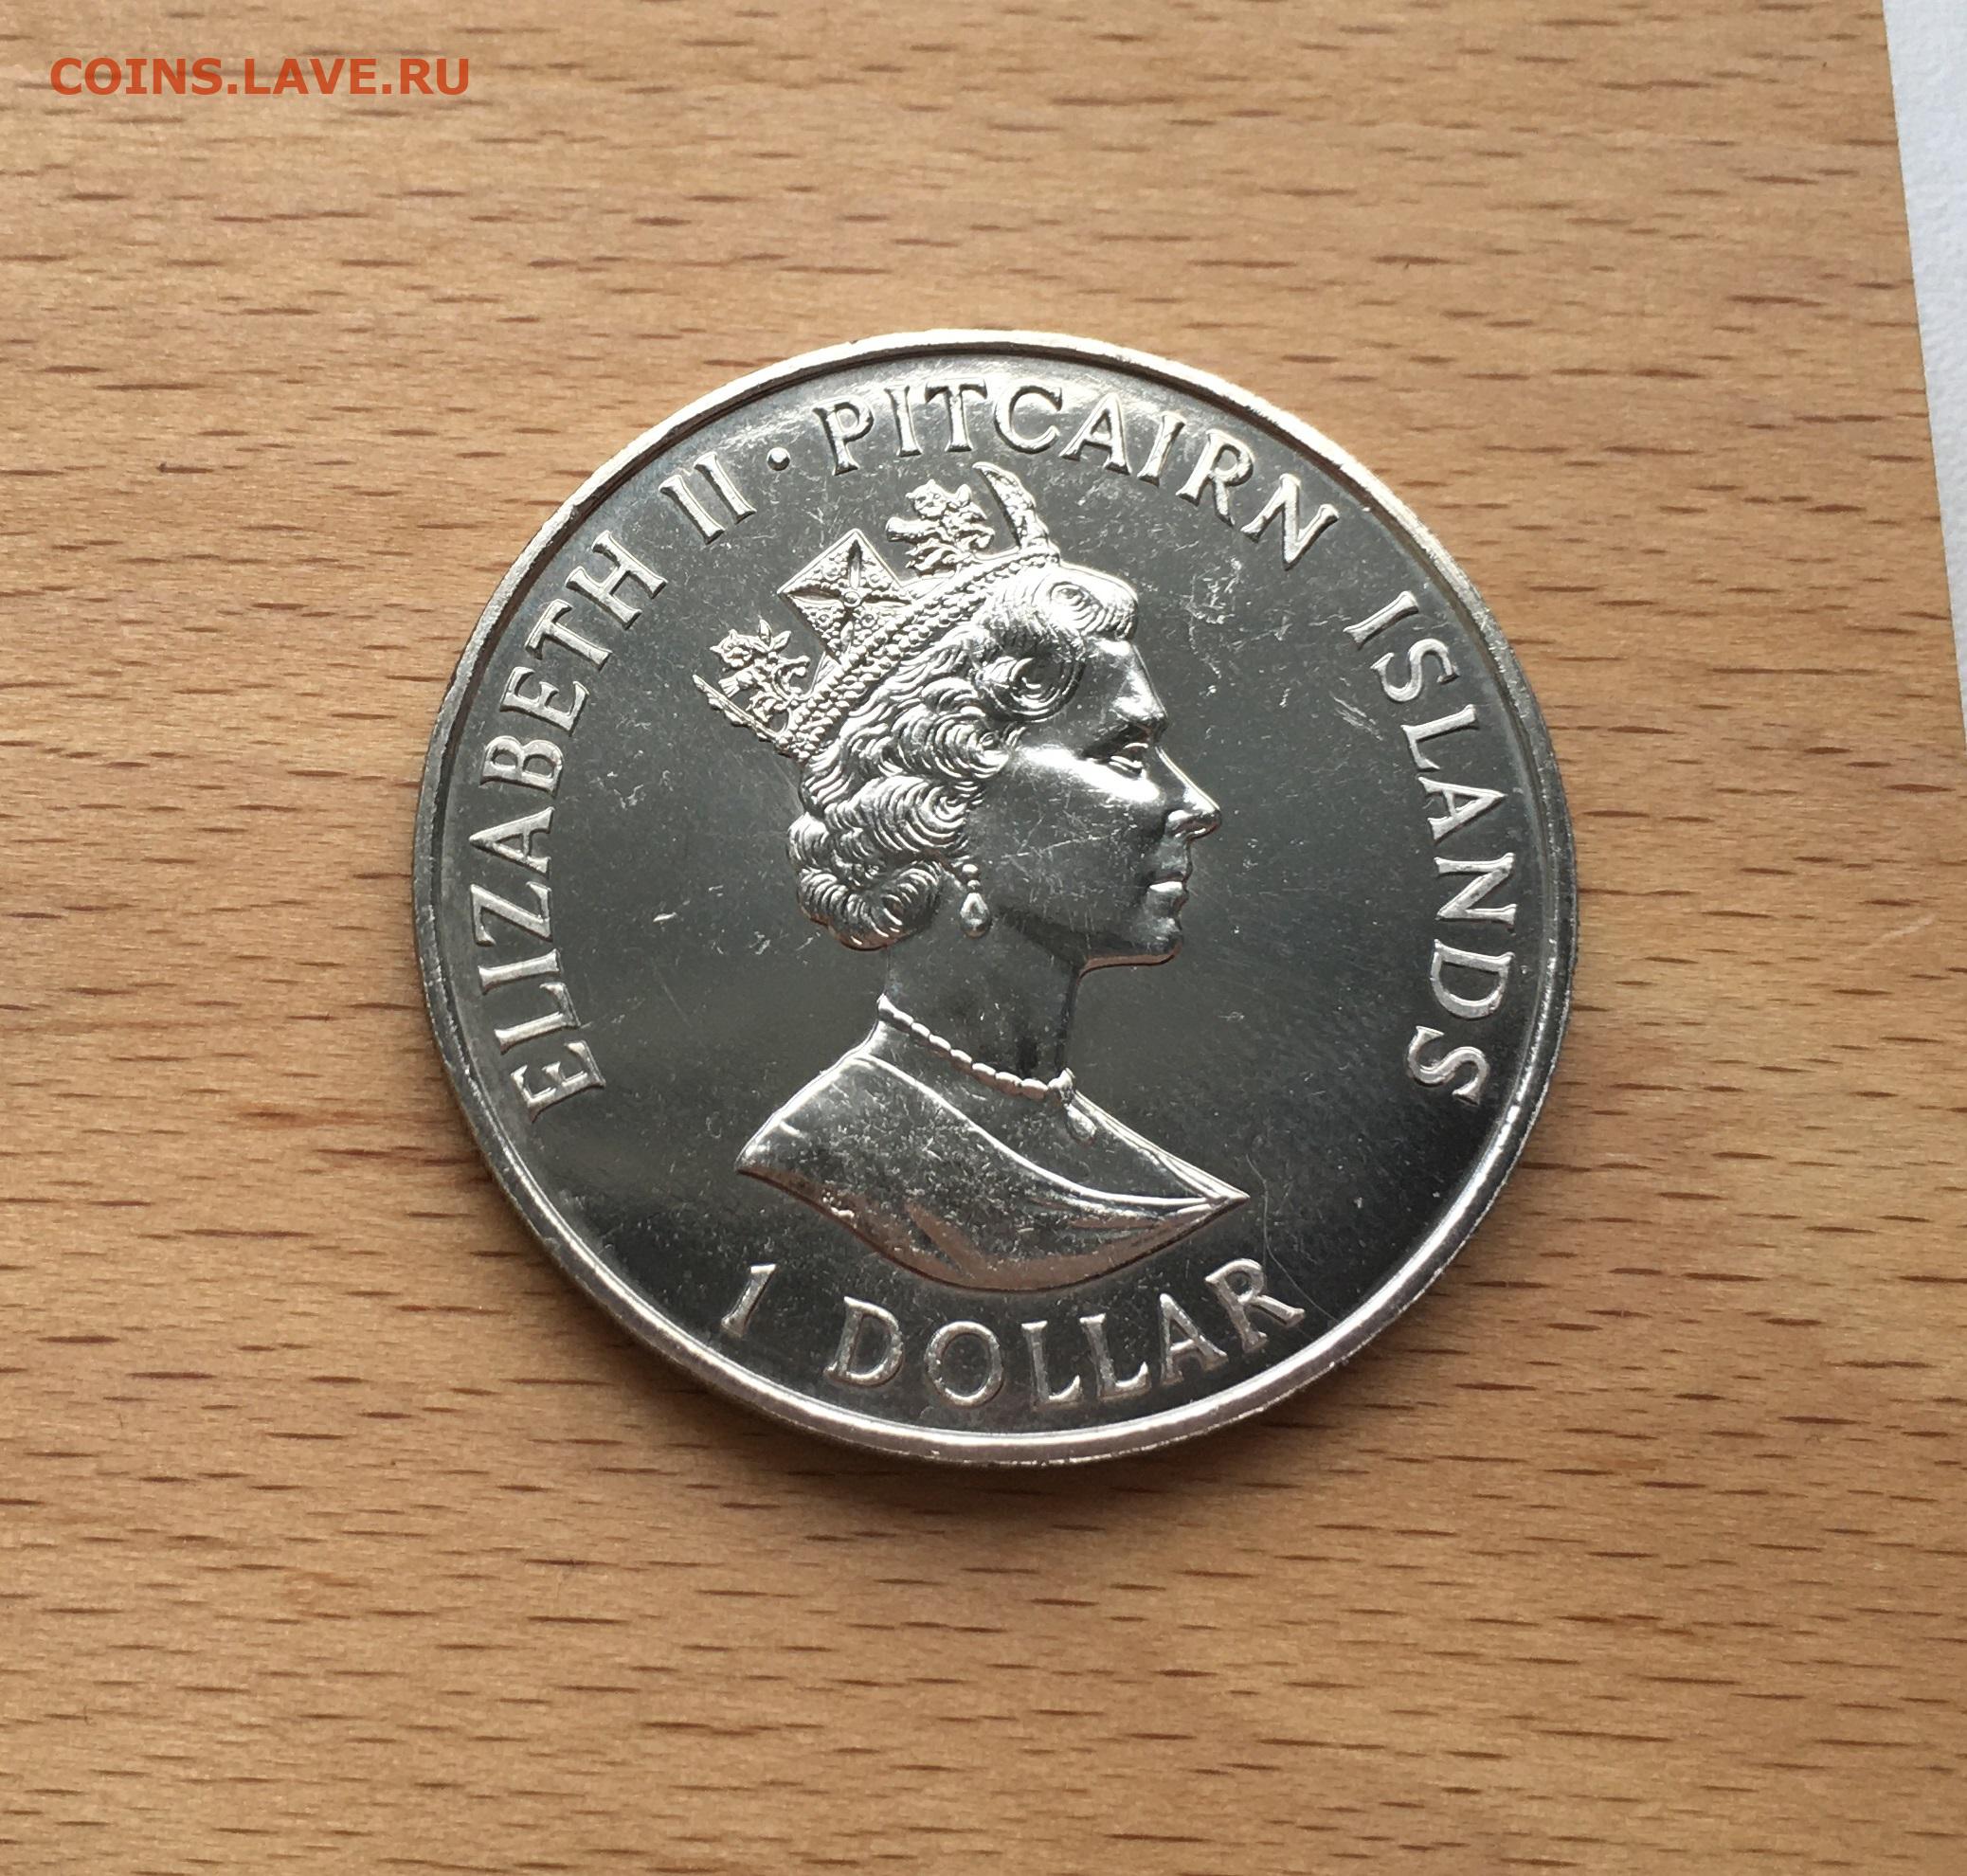 COINS.LAVE.RU
ELIZABETH II · PITCAIRN ISLANDS
1 DOLLAR